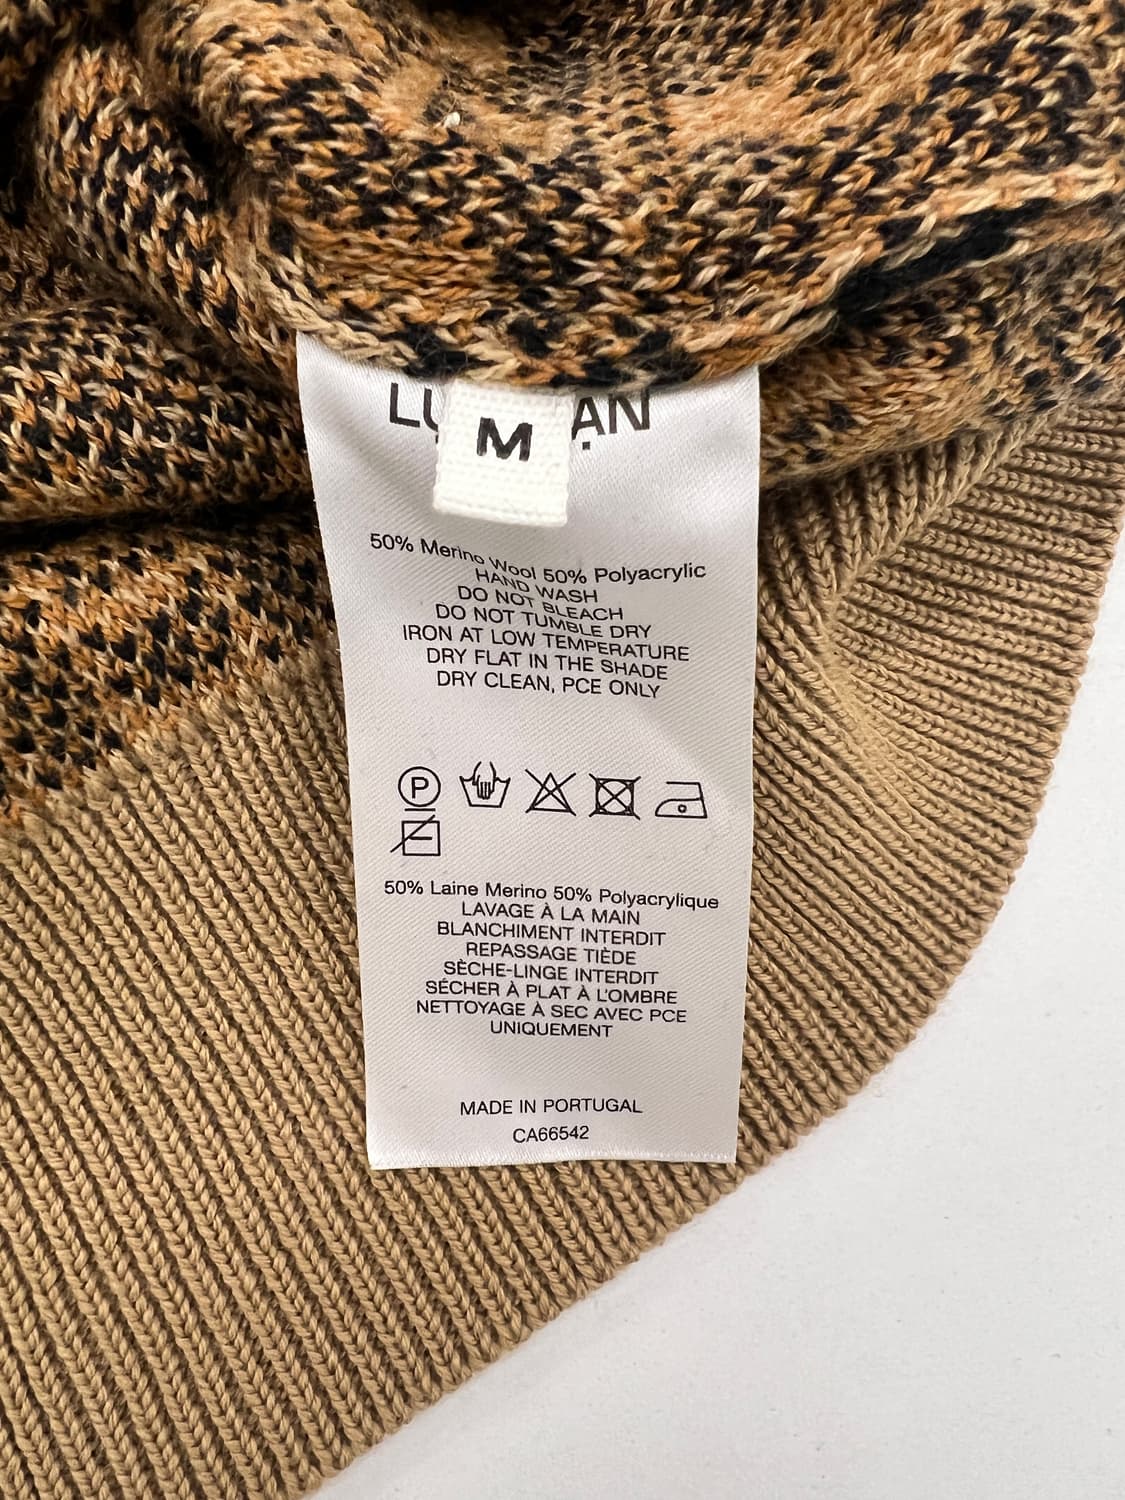 M
50% Merino Wool 50% Polyacrylic
HAND WASH
DO NOT BLEACH
DO NOT TUMBLE DRY
IRON AT LOW TEMPERATURE
DRY FLAT IN THE SHADE
DRY CLEAN, PCE ONLY
P
50% Laine Merino 50% Polyacrylique
LAVAGE À LA MAIN
BLANCHIMENT INTERDIT
REPASSAGE TIÈDE
SÈCHE-LINGE INTERDIT
SÉCHER À PLAT À L'OMBRE
NETTOYAGE À SEC AVEC PCE
UNIQUEMENT
MADE IN PORTUGAL
CA66542